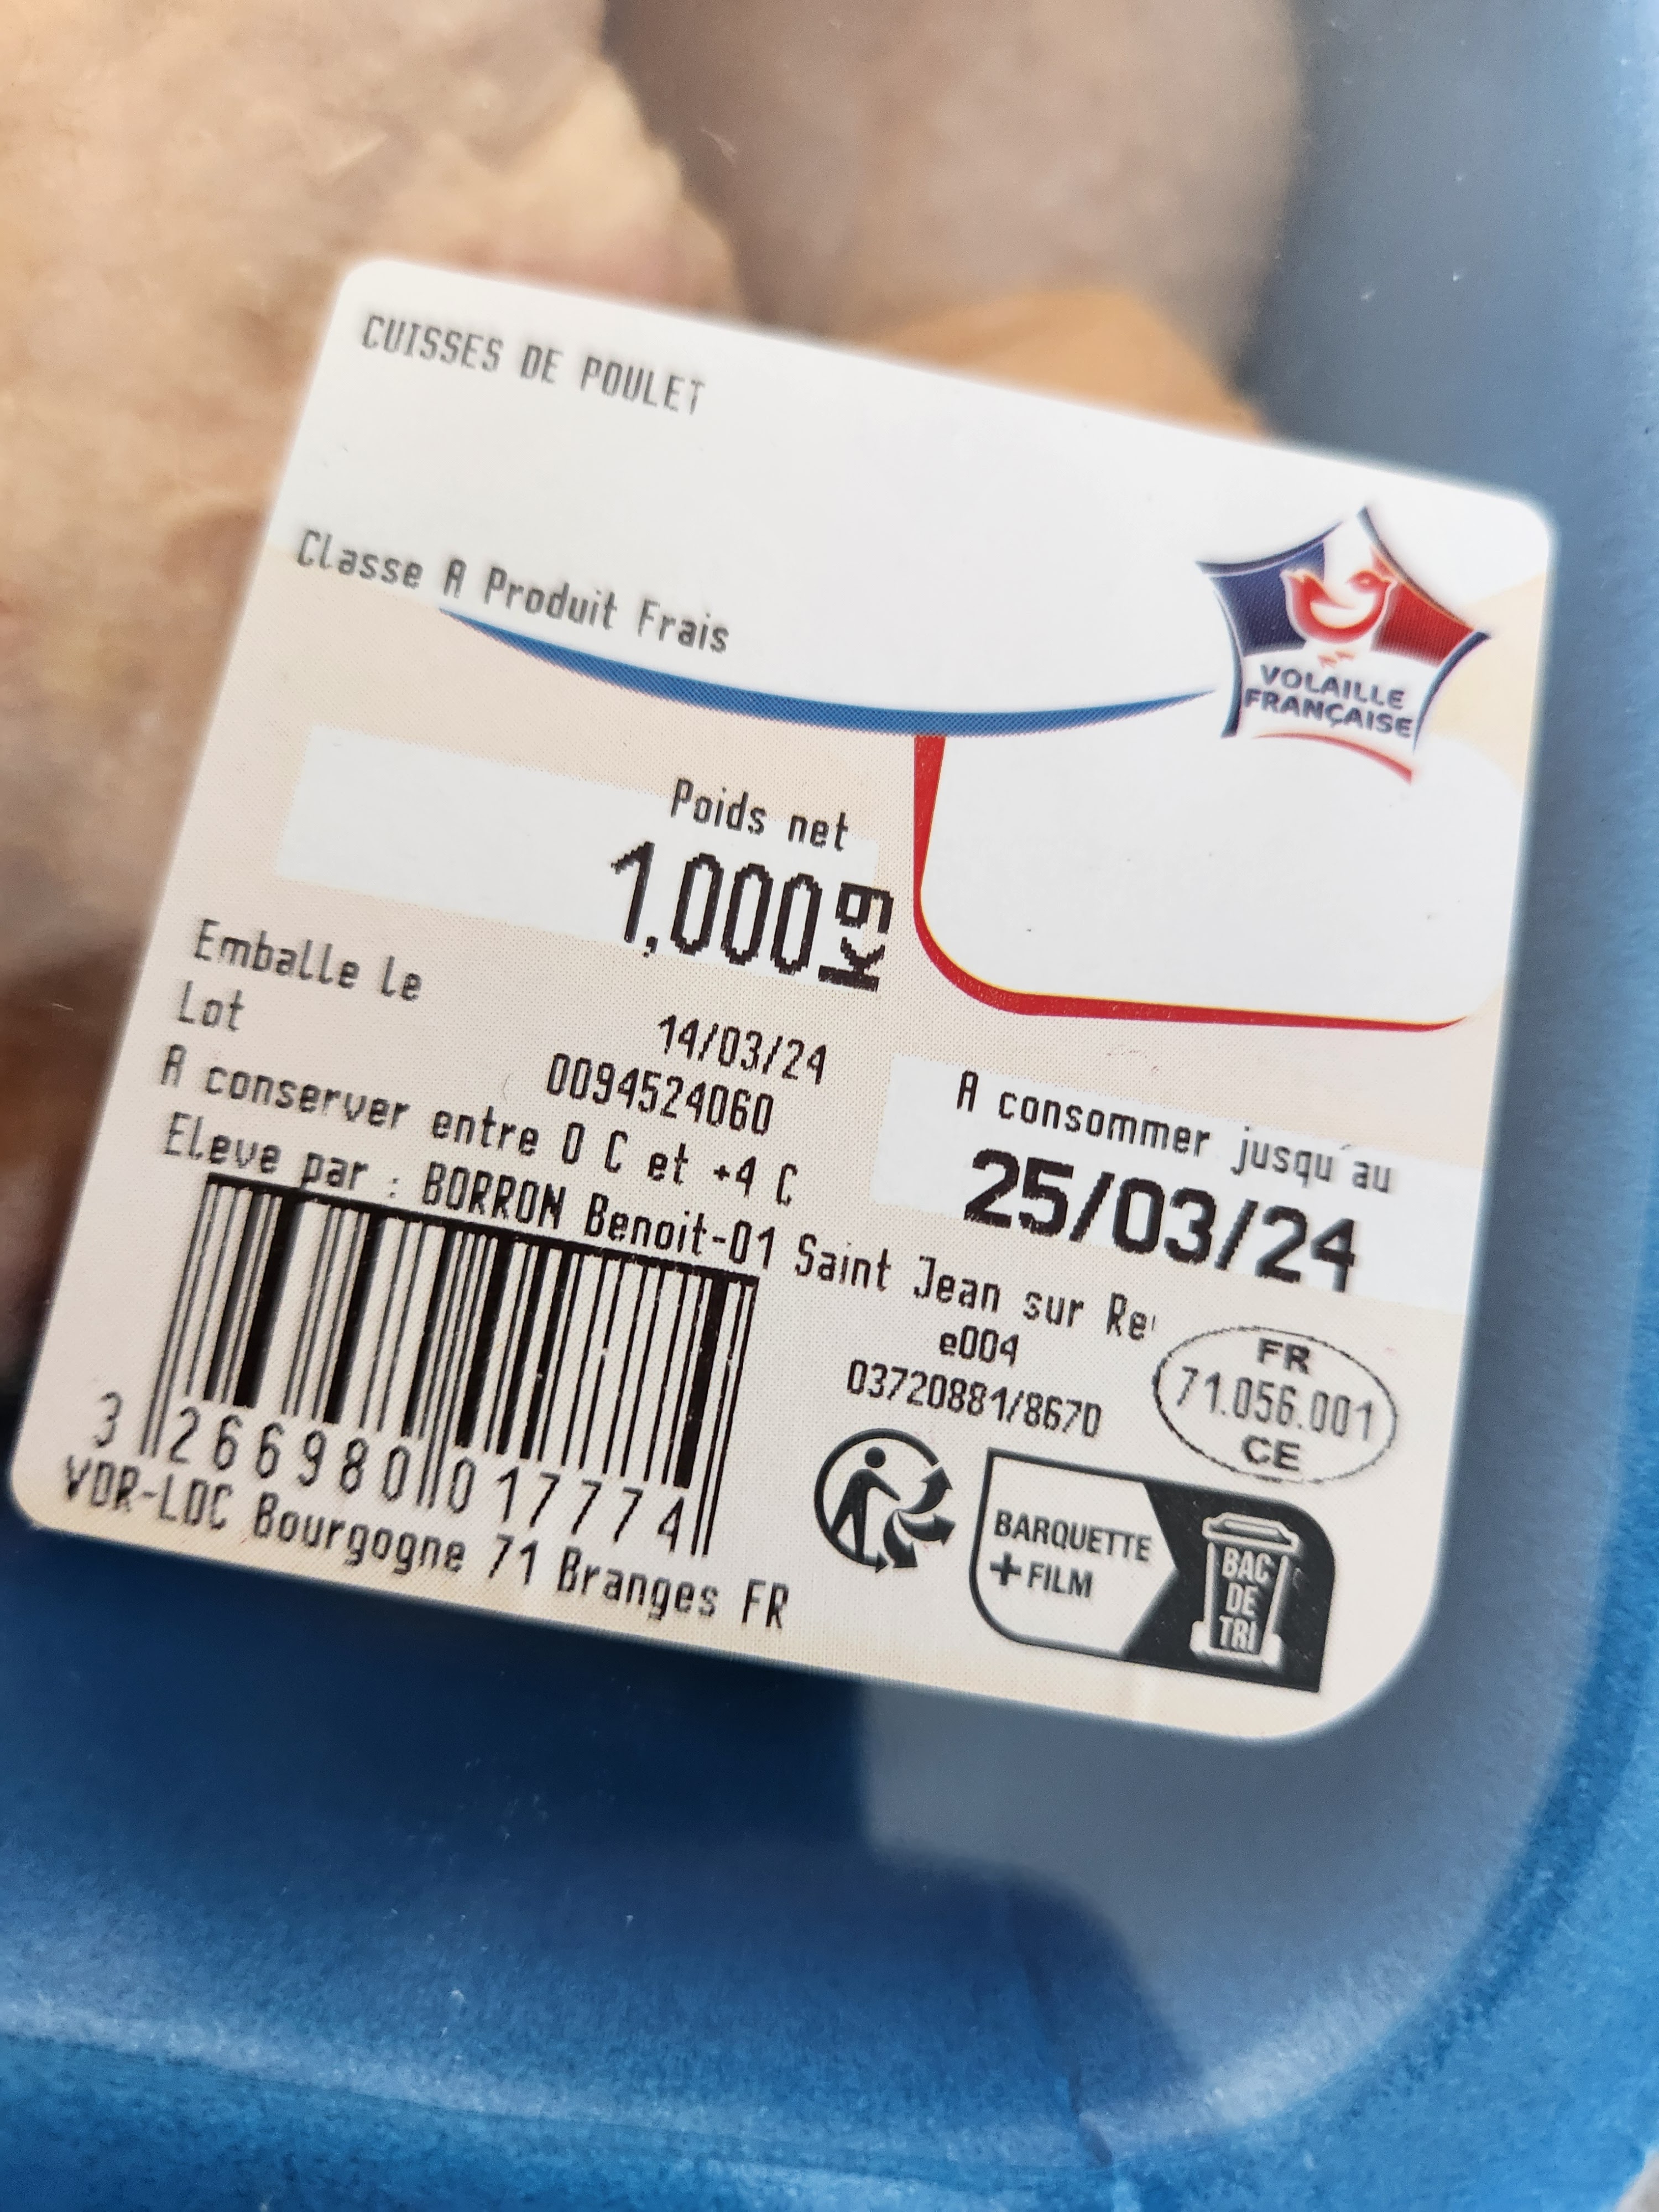 CUISSES DE POULET
Classe A Produit Frais
VOLAILLE
FRANÇAISE
Poids net
1,000kg
Emballe le
14/03/24
Lot
0094524060
A conserver entre 0 C et +4 C
A consommer jusqu'au
25/03/24
Eleve par : BORRON Benoit-01 Saint Jean sur
e004
03720881/8670
FR
71.056.001
CE
3 266980 017774
VDR-LDC Bourgogne 71 Branges FR
BARQUETTE
+ FILM
BAC
DE
TRI